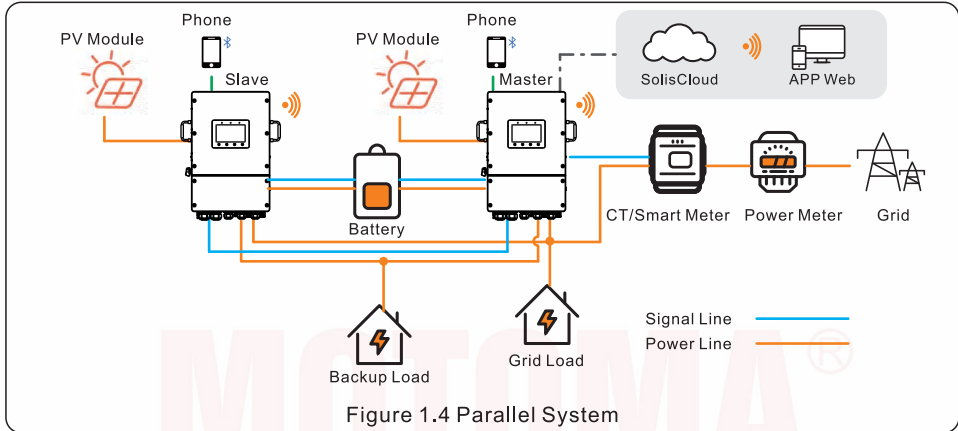 Phone
Phone
PV Module
PV Module
Slave
Master
SolisCloud
APP Web
Battery
CT/Smart Meter
Power Meter
Grid
Backup Load
Grid Load
Signal Line
Power Line
MOTOMA®
Figure 1.4 Parallel System